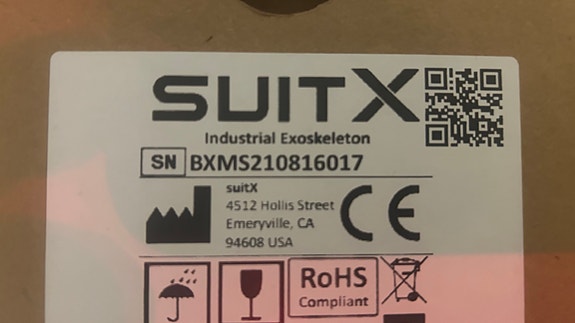 SUITX
Industrial Exoskeleton
SN BXMS210816017
suitX
4512 Hollis Street
Emeryville, CA
94608 USA
CE
RoHS
Compliant